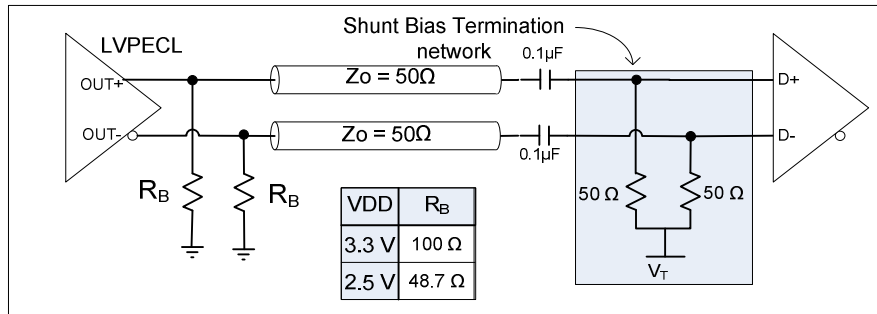 Shunt Bias Termination
network
LVPECL
OUT+
OUT-
Zo = 50Ω
Zo = 50Ω
0.1µF
0.1µF
D+
D-
R_B
R_B
50 Ω
50 Ω
V_T
VDD R_B
3.3 V 100 Ω
2.5 V 48.7 Ω